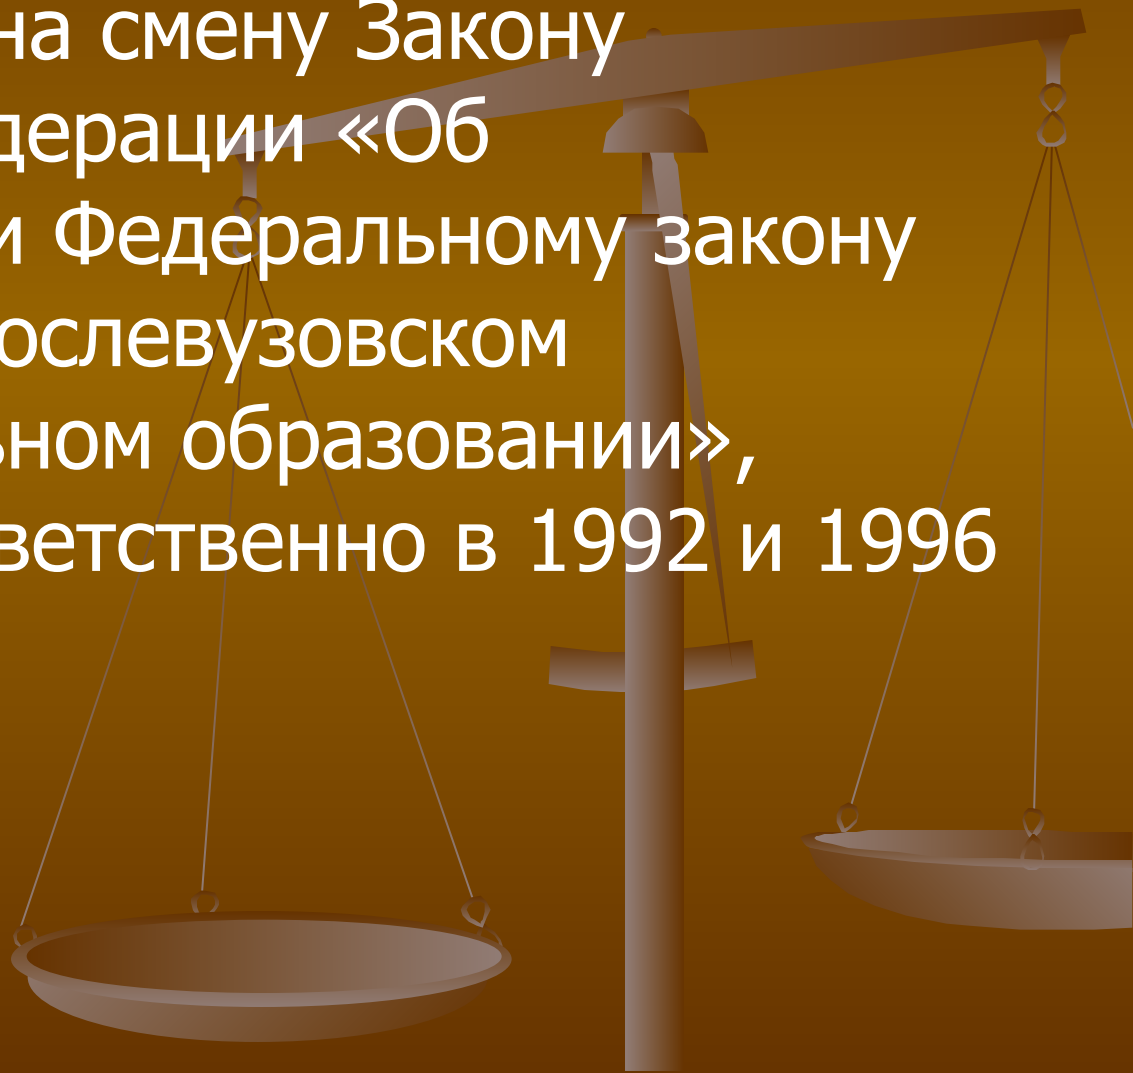 на смену Закону
дерации «Об
и Федеральному закону
ослевузовском
ьном образовании»,
ветственно в 1992 и 1996